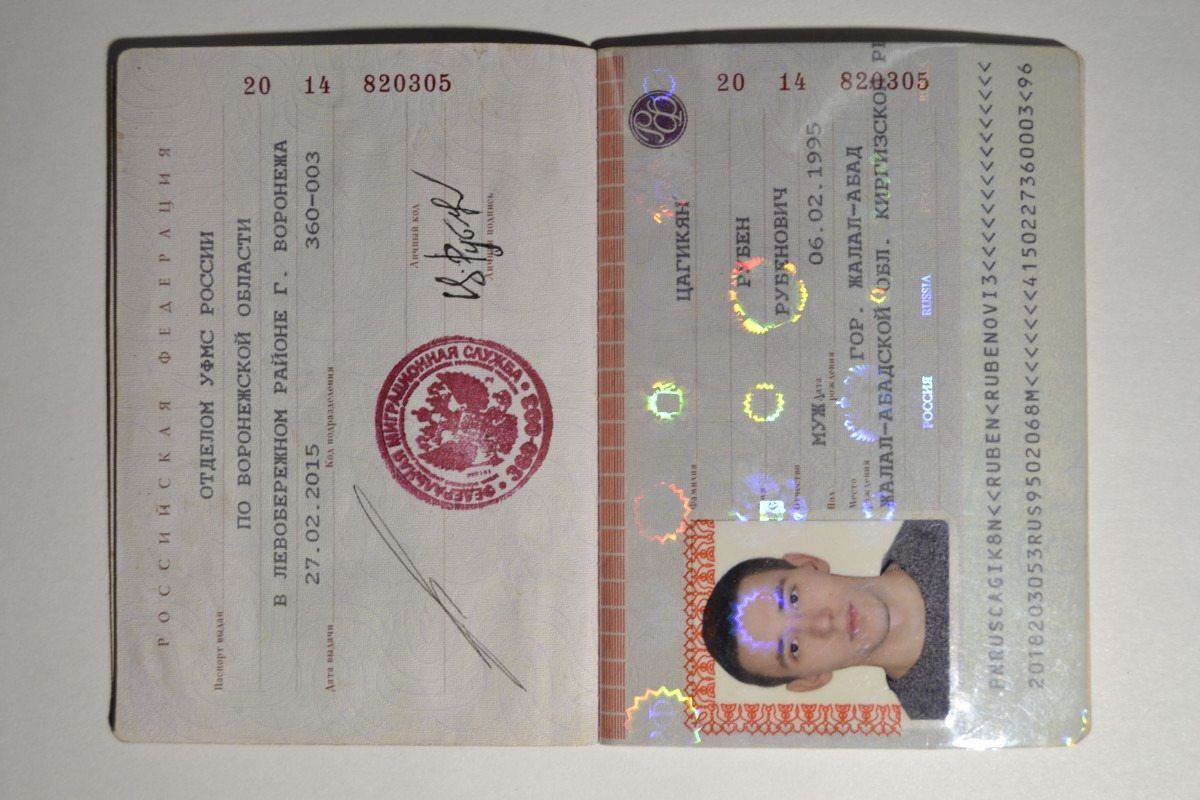 РОССИЙСКАЯ ФЕДЕРАЦИЯ
20 14 820305
Паспорт выдан
ОТДЕЛОМ УФМС РОССИИ
ПО ВОРОНЕЖСКОЙ ОБЛАСТИ
В ЛЕВОБЕРЕЖНОМ РАЙОНЕ Г. ВОРОНЕЖА
Дата выдачи 27.02.2015 Код подразделения 360-003
Личный код
Личная подпись
ФЕДЕРАЛЬНАЯ МИГРАЦИОННАЯ СЛУЖБА • 360-003 •
20 14 820305
РФ
Фамилия ЦАГИКЯН
Имя РУБЕН
Отчество РУБЕНОВИЧ
Пол МУЖ Дата рождения 06.02.1995
Место рождения ГОР. ЖАЛАЛ-АБАД
ЖАЛАЛ-АБАДСКОЙ ОБЛ. КИРГИЗСКОЙ
РОССИЯ RUSSIA
PNRUSCAGIK8N<<RUBEN<RUBENOVI3<<<<<<<<<<<<<<<
2018203053RUS9502068M<<<<<<<4150227360003<96